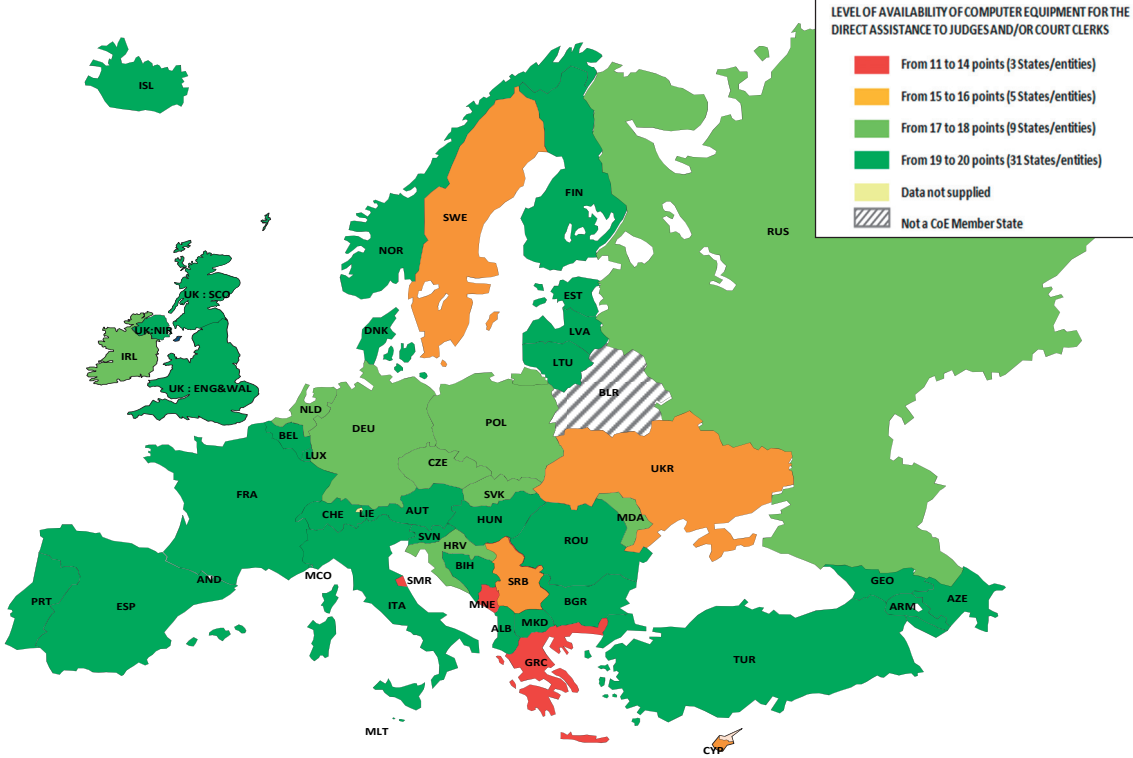 LEVEL OF AVAILABILITY OF COMPUTER EQUIPMENT FOR THE
DIRECT ASSISTANCE TO JUDGES AND/OR COURT CLERKS
From 11 to 14 points (3 States/entities)
From 15 to 16 points (5 States/entities)
From 17 to 18 points (9 States/entities)
From 19 to 20 points (31 States/entities)
Data not supplied
Not a CoE Member State
ISL
FIN
SWE
RUS
NOR
UK : SCO
EST
UK:NIR
DNK
LVA
IRL
LTU
UK : ENG&WAL
BLR
NLD
POL
DEU
BEL
LUX
CZE
UKR
FRA
SVK
CHE
LIE
AUT
HUN
MDA
SVN
ROU
HRV
BIH
MCO
AND
SMR
SRB
GEO
PRT
ESP
ITA
MNE
BGR
ARM
AZE
ALB
MKD
GRC
TUR
MLT
CYP